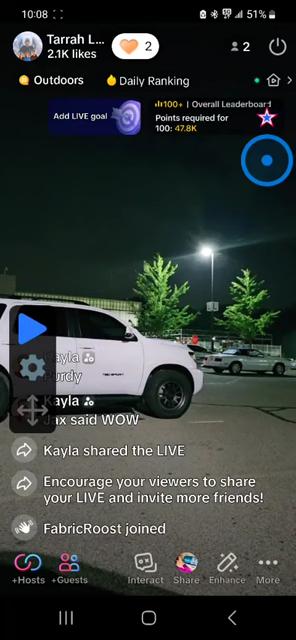 10:08
51%
Tarrah L...
2.1K likes
2
2
Outdoors
Daily Ranking
Add LIVE goal
100+ | Overall Leaderboard
Points required for
100: 47.8K
Kayla
Purdy
Kayla
Jax said WOW
Kayla shared the LIVE
Encourage your viewers to share
your LIVE and invite more friends!
FabricRoost joined
+Hosts
+Guests
Interact
Share
Enhance
More